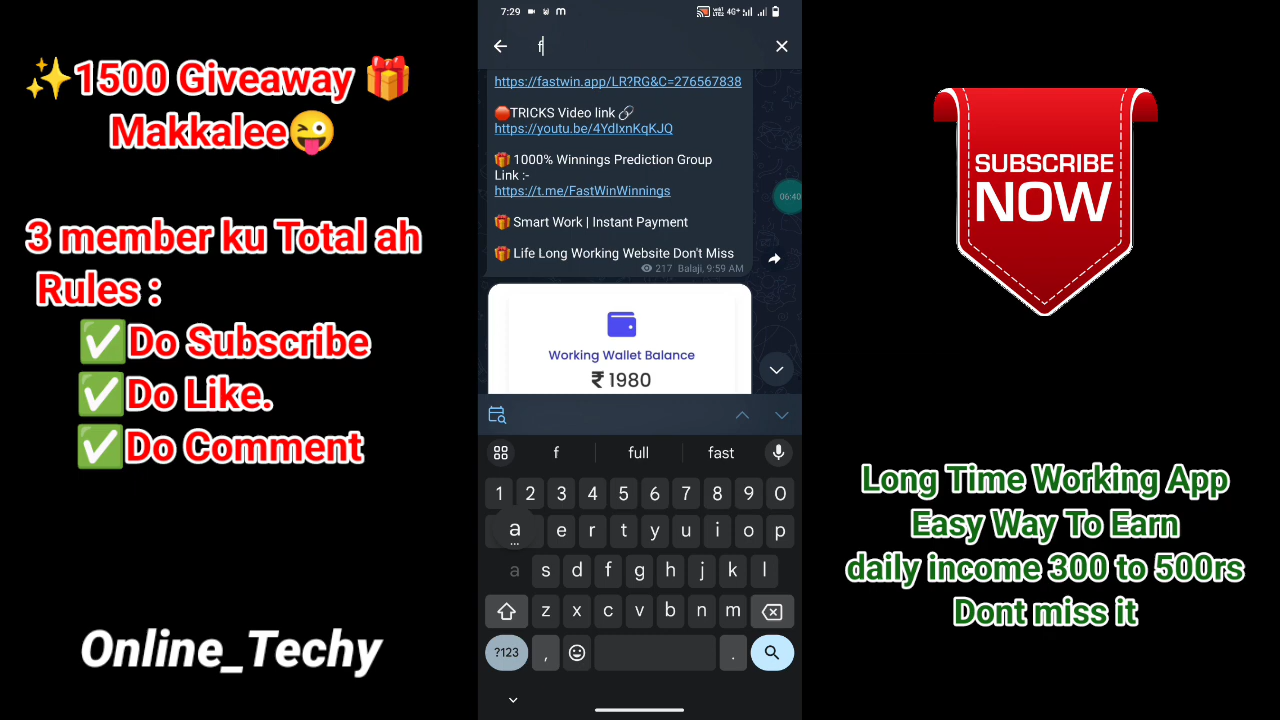 ✨1500 Giveaway 🎁
Makkalee😜
3 member ku Total ah
Rules :
✅Do Subscribe
✅Do Like.
✅Do Comment
Online_Techy
7:29
4G+
f
https://fastwin.app/LR?RG&C=276567838
🛑TRICKS Video link 🔗
https://youtu.be/4YdIxnKqKJQ
🎁 1000% Winnings Prediction Group
Link :-
https://t.me/FastWinWinnings
🎁 Smart Work | Instant Payment
🎁 Life Long Working Website Don't Miss
217 Balaji, 9:59 AM
06:40
Working Wallet Balance
₹ 1980
f full fast
1 2 3 4 5 6 7 8 9 0
a e r t y u i o p
a s d f g h j k l
z x c v b n m
?123 , .
SUBSCRIBE
NOW
Long Time Working App
Easy Way To Earn
daily income 300 to 500rs
Dont miss it